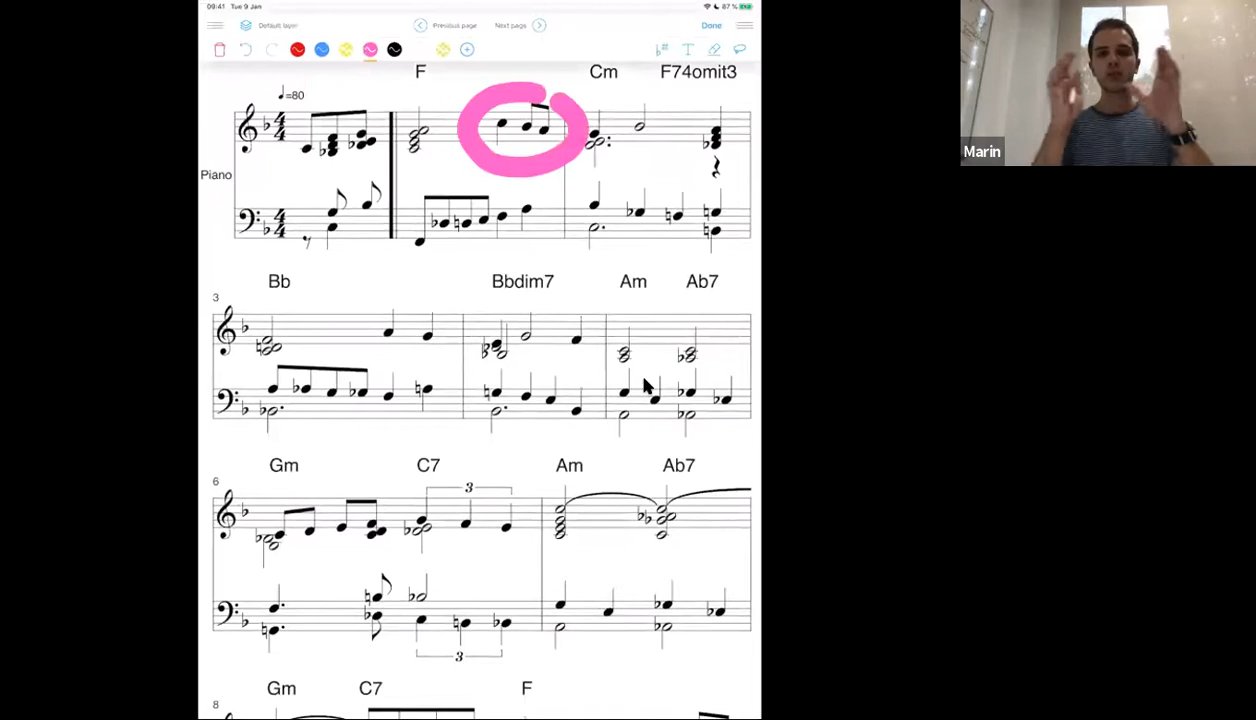 09:41 Tue 9 Jan 87 %
Default layer Previous page Next page Done
T
F Cm F74omit3
♩=80
Piano
Bb Bbdim7 Am Ab7
3
Gm C7 Am Ab7
6
3
3
Gm C7 F
8
Marin